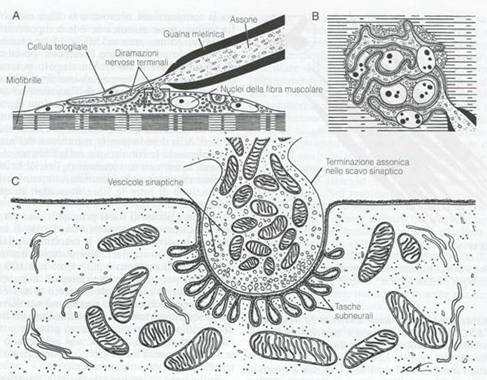 A
Assone
Guaina mielinica
Cellula telogliale
Diramazioni
nervose terminali
Miofibrille
Nuclei della fibra muscolare
B
C
Vescicole sinaptiche
Terminazione assonica
nello scavo sinaptico
Tasche
subneurali